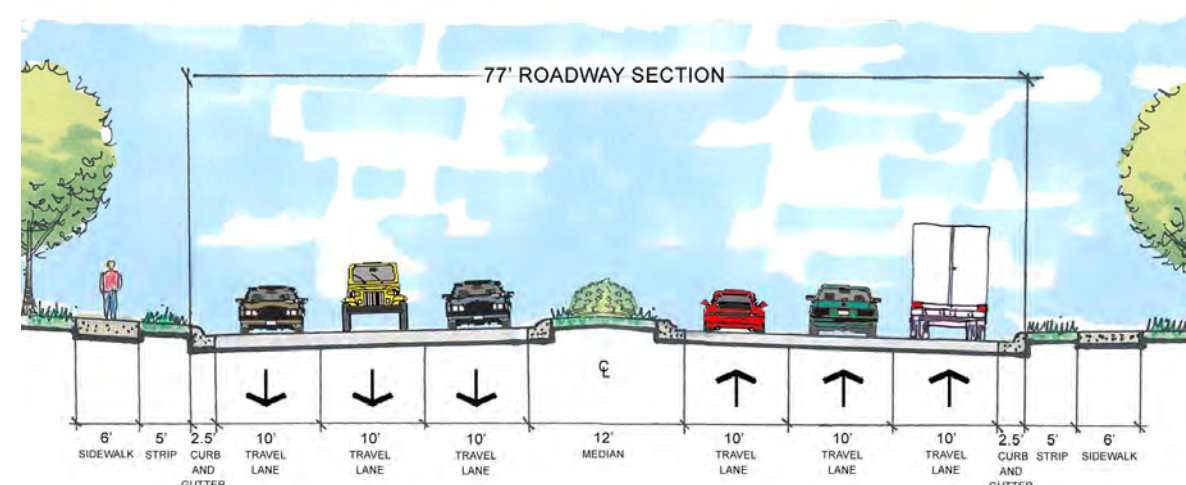 77' ROADWAY SECTION
℄
6' 5' 2.5' 10' 10' 10' 12' 10' 10' 10' 2.5' 5' 6'
SIDEWALK STRIP CURB TRAVEL TRAVEL TRAVEL MEDIAN TRAVEL TRAVEL TRAVEL CURB STRIP SIDEWALK
AND LANE LANE LANE LANE LANE LANE AND
GUTTER GUTTER